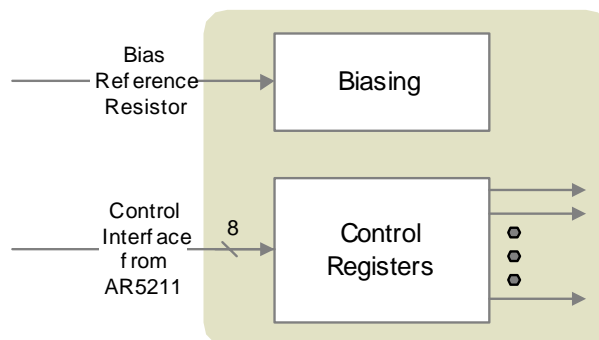 Bias
Reference
Resistor
Biasing
Control
Interface
from
AR5211
8
Control
Registers